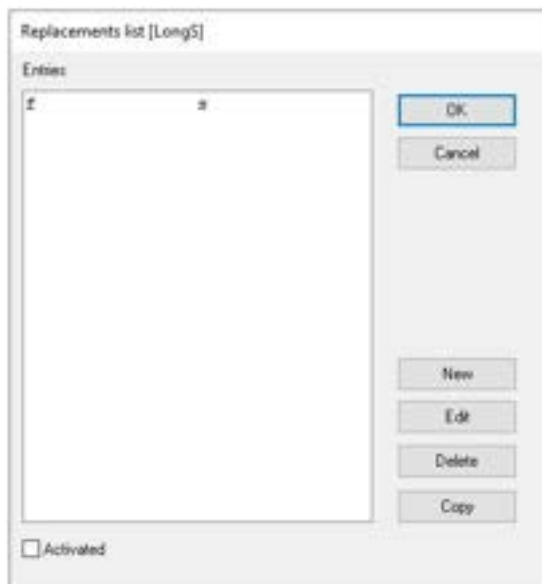 Replacements list [LongS]
Entries
ſ s
OK
Cancel
New
Edit
Delete
Copy
Activated